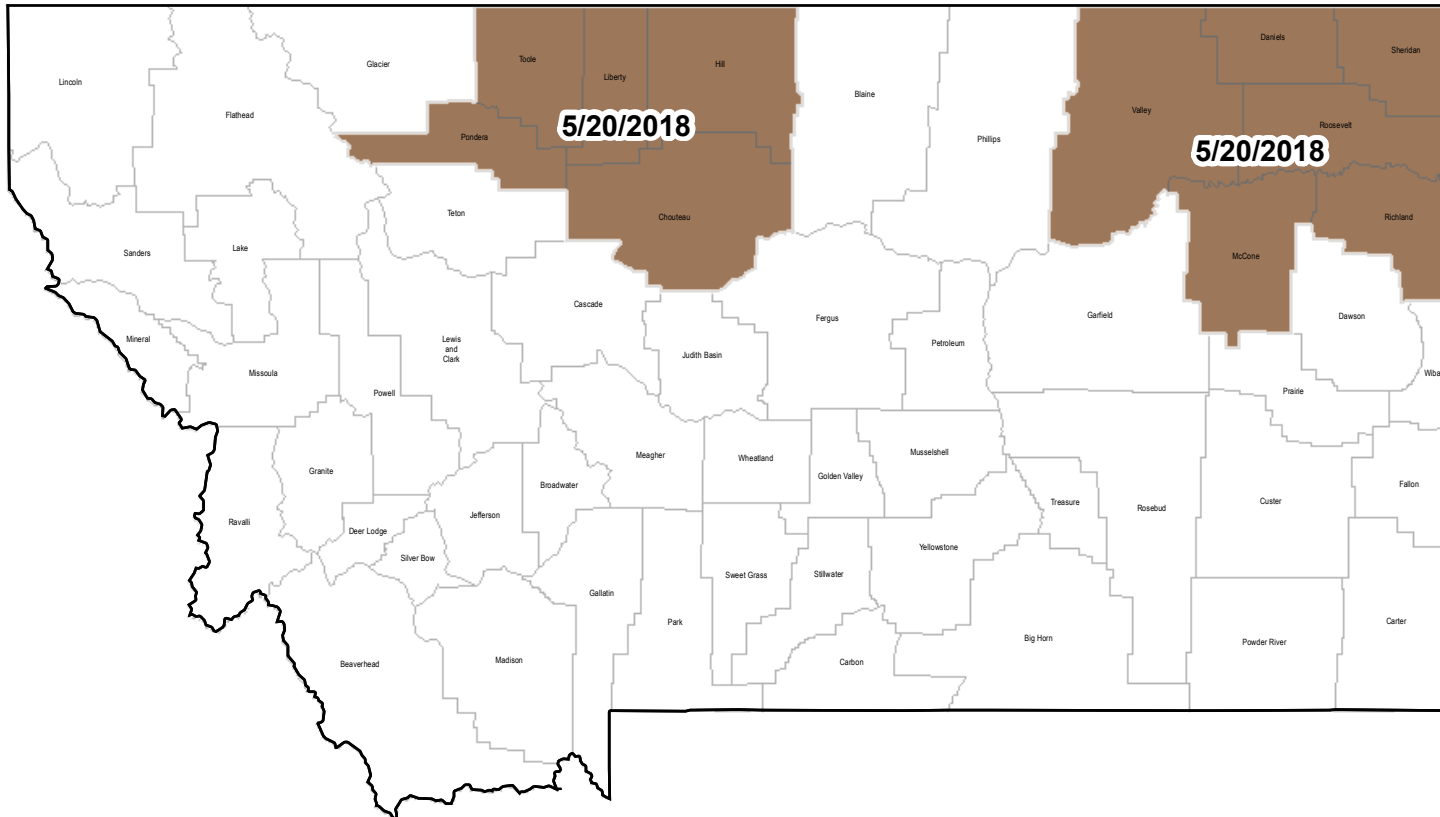 Daniels
Sheridan
Toole
Glacier
Hill
Liberty
Lincoln
Blaine
Valley
Flathead
5/20/2018
Roosevelt
Pondera
Phillips
5/20/2018
Teton
Chouteau
Richland
Lake
Sanders
McCone
Cascade
Garfield
Dawson
Fergus
Mineral
Lewis
and
Clark
Petroleum
Judith Basin
Missoula
Wiba
Powell
Prairie
Meagher
Wheatland
Musselshell
Granite
Golden Valley
Broadwater
Fallon
Treasure
Custer
Rosebud
Jefferson
Ravalli
Deer Lodge
Silver Bow
Yellowstone
Sweet Grass
Stillwater
Gallatin
Park
Carter
Big Horn
Powder River
Madison
Carbon
Beaverhead